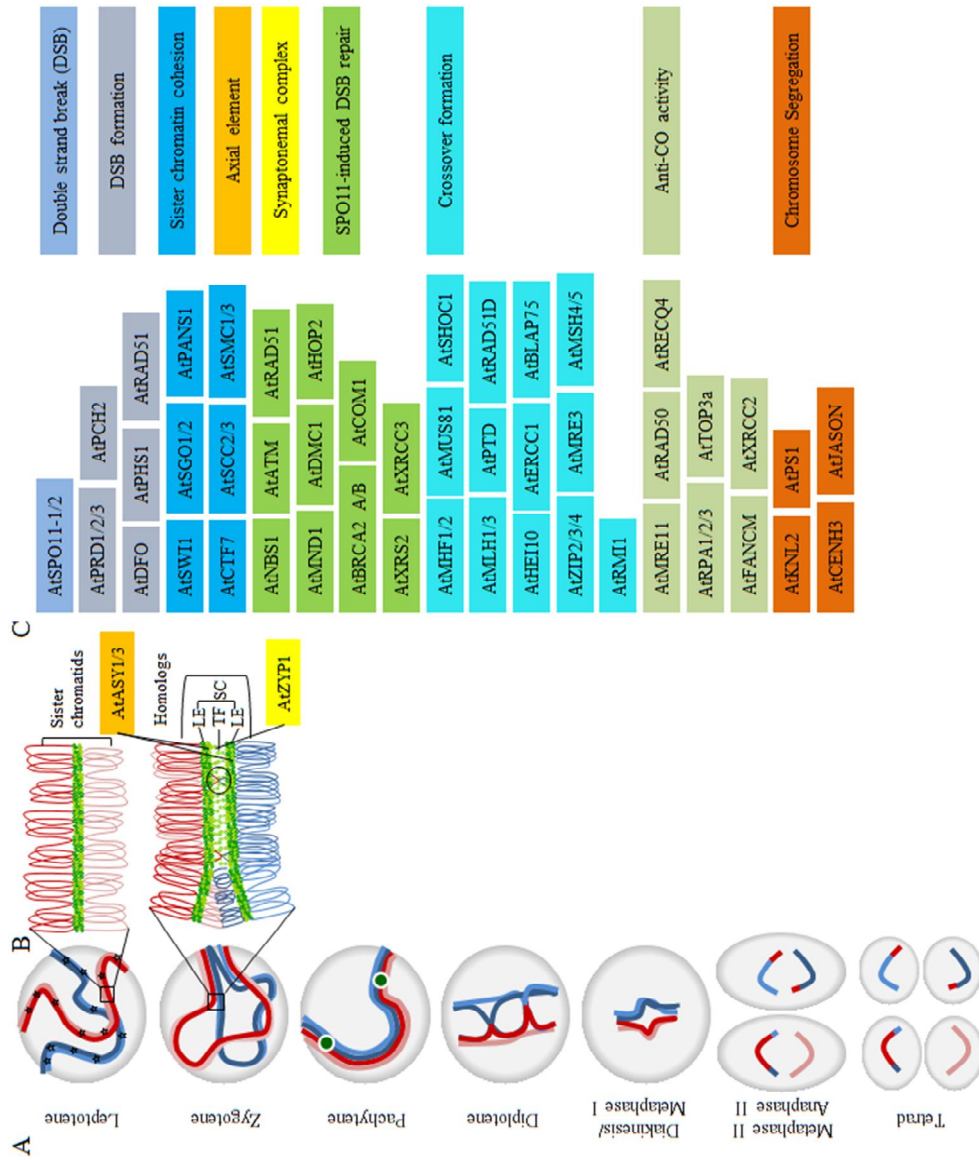 A
Leptotene
Zygotene
Pachytene
Diplotene
Diakinesis/
Metaphase I
Metaphase II
Anaphase II
Tetrad
B
Sister
chromatids
AtASY1/3
Homologs
LE
TF
SC
LE
AtZYP1
C
AtSPO11-1/2
AtPRD1/2/3 AtPCH2
AtDFO AtPHS1 AtRAD51
AtSWI1 AtSGO1/2 AtPANS1
AtCTF7 AtSCC2/3 AtSMC1/3
AtNBS1 AtATM AtRAD51
AtMND1 AtDMC1 AtHOP2
AtBRCA2 A/B AtCOM1
AtXRS2 AtXRCC3
AtMHF1/2 AtMUS81 AtSHOC1
AtMLH1/3 AtPTD AtRAD51D
AtHEI10 AtERCC1 AtBLAP75
AtZIP2/3/4 AtMRE3 AtMSH4/5
AtRMI1
AtMRE11 AtRAD50 AtRECQ4
AtRPA1/2/3 AtTOP3a
AtFANCM AtXRCC2
AtKNL2 AtPS1
AtCENH3 AtJASON
Double strand break (DSB)
DSB formation
Sister chromatin cohesion
Axial element
Synaptonemal complex
SPO11-induced DSB repair
Crossover formation
Anti-CO activity
Chromosome Segregation